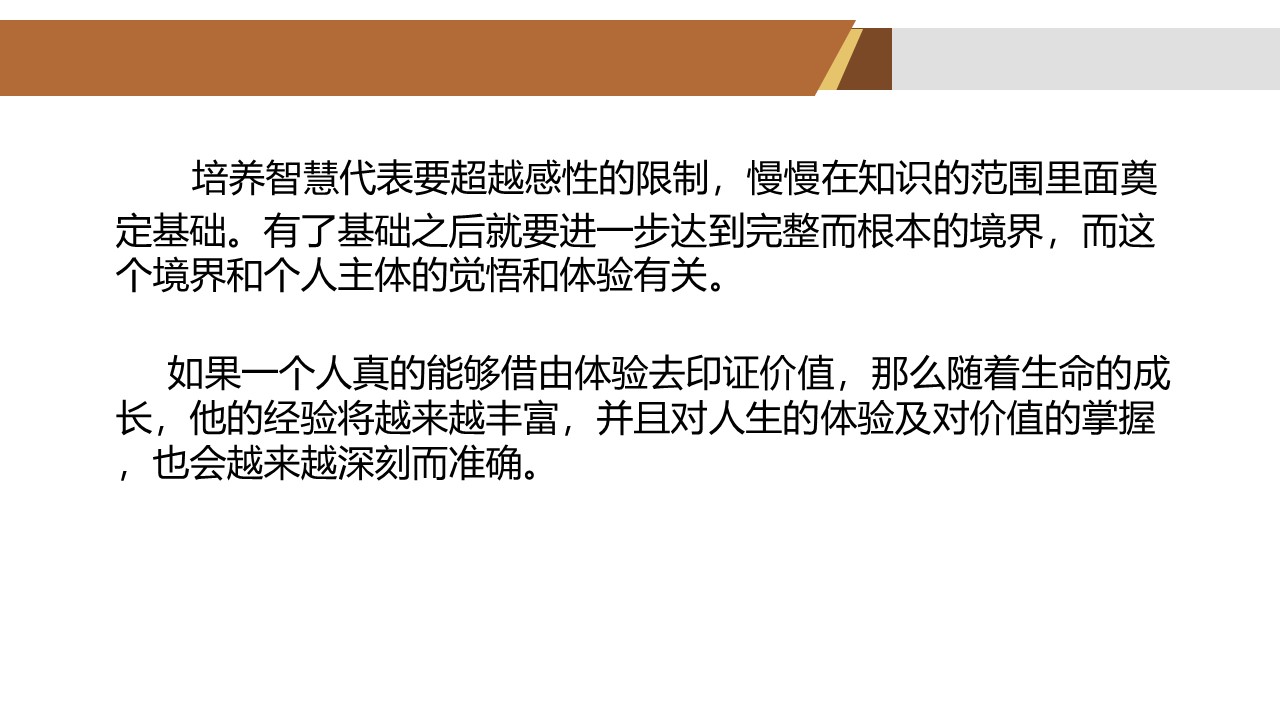 培养智慧代表要超越感性的限制，慢慢在知识的范围里面奠
定基础。有了基础之后就要进一步达到完整而根本的境界，而这
个境界和个人主体的觉悟和体验有关。
如果一个人真的能够借由体验去印证价值，那么随着生命的成
长，他的经验将越来越丰富，并且对人生的体验及对价值的掌握
，也会越来越深刻而准确。